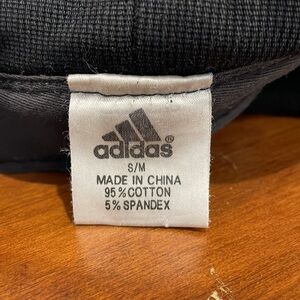 adidas®
S/M
MADE IN CHINA
95% COTTON
5% SPANDEX